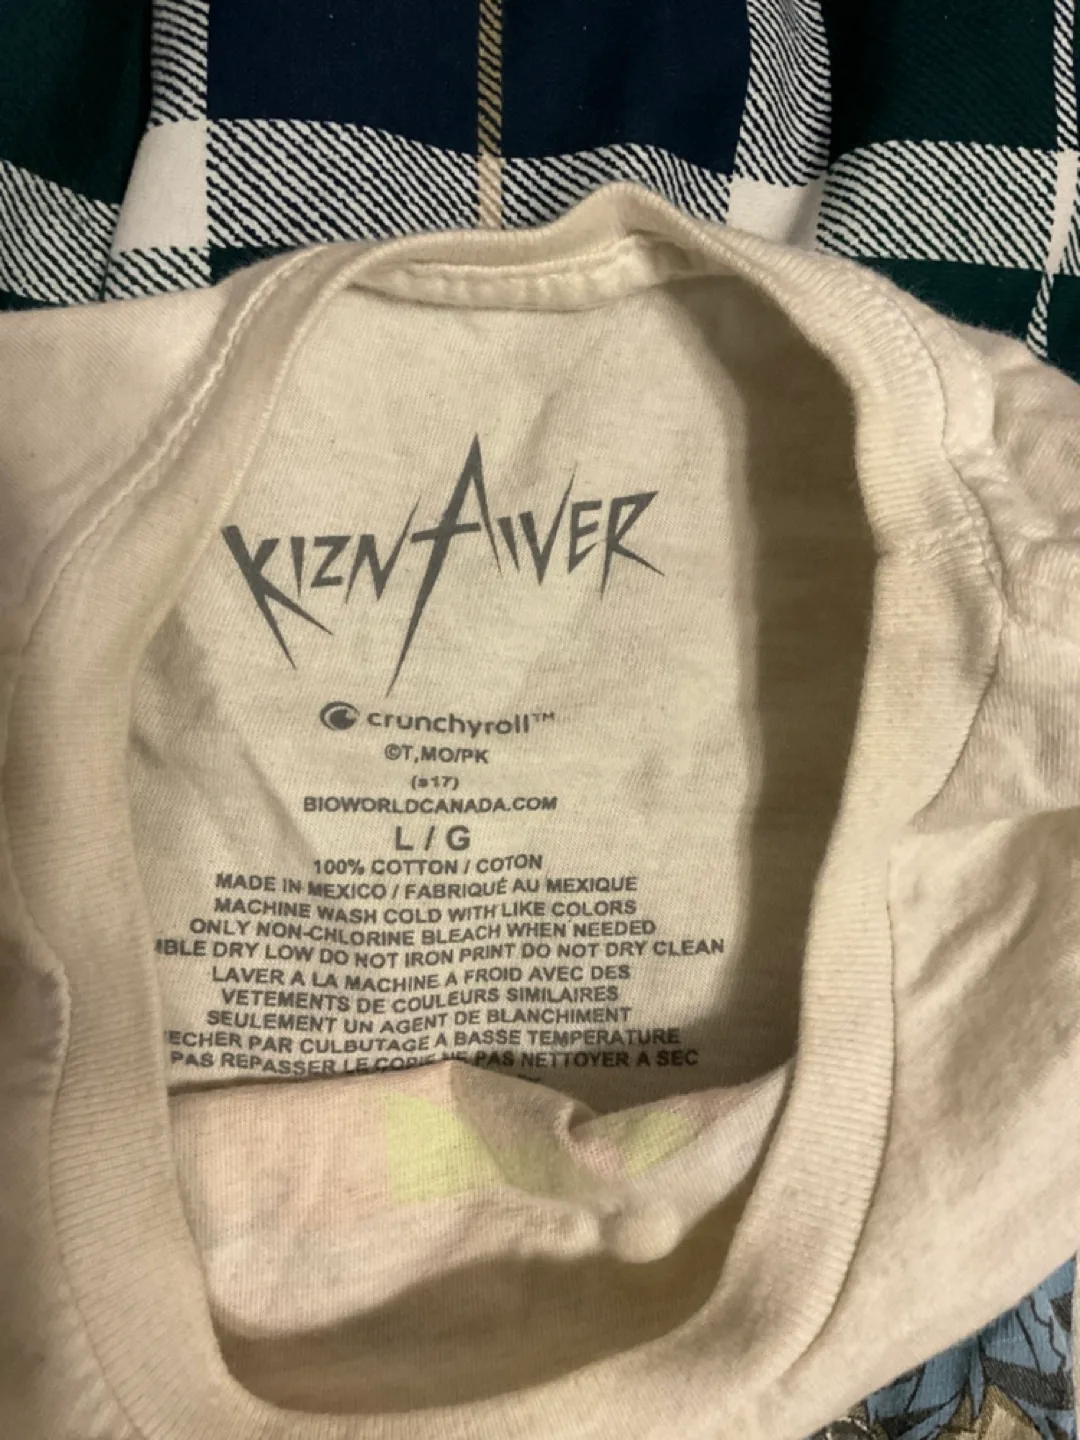 KIZNAIVER
crunchyroll™
©T,MO/PK
(s17)
BIOWORLDCANADA.COM
L / G
100% COTTON / COTON
MADE IN MEXICO / FABRIQUÉ AU MEXIQUE
MACHINE WASH COLD WITH LIKE COLORS
ONLY NON-CHLORINE BLEACH WHEN NEEDED
DRY LOW DO NOT IRON PRINT DO NOT DRY CLEAN
LAVER A LA MACHINE A FROID AVEC DES
VETEMENTS DE COULEURS SIMILAIRES
SEULEMENT UN AGENT DE BLANCHIMENT
PAR CULBUTAGE A BASSE TEMPERATURE
PAS REPASSER LE COPIE NE PAS NETTOYER A SEC